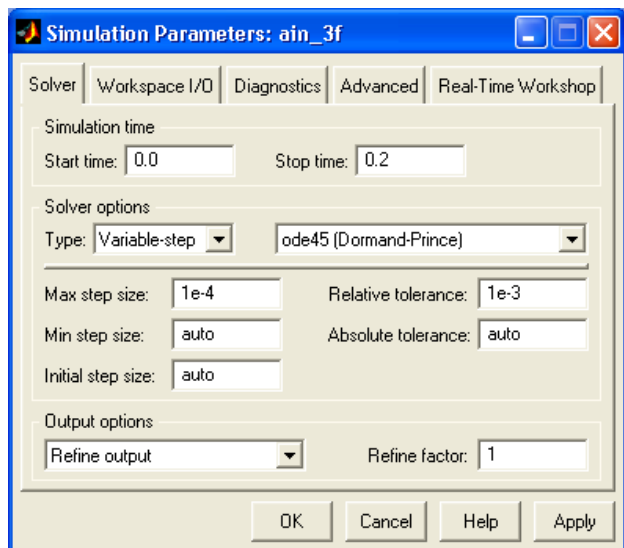 Simulation Parameters: ain_3f
Solver Workspace I/O Diagnostics Advanced Real-Time Workshop
Simulation time
Start time: 0.0 Stop time: 0.2
Solver options
Type: Variable-step ode45 (Dormand-Prince)
Max step size: 1e-4 Relative tolerance: 1e-3
Min step size: auto Absolute tolerance: auto
Initial step size: auto
Output options
Refine output Refine factor: 1
OK Cancel Help Apply